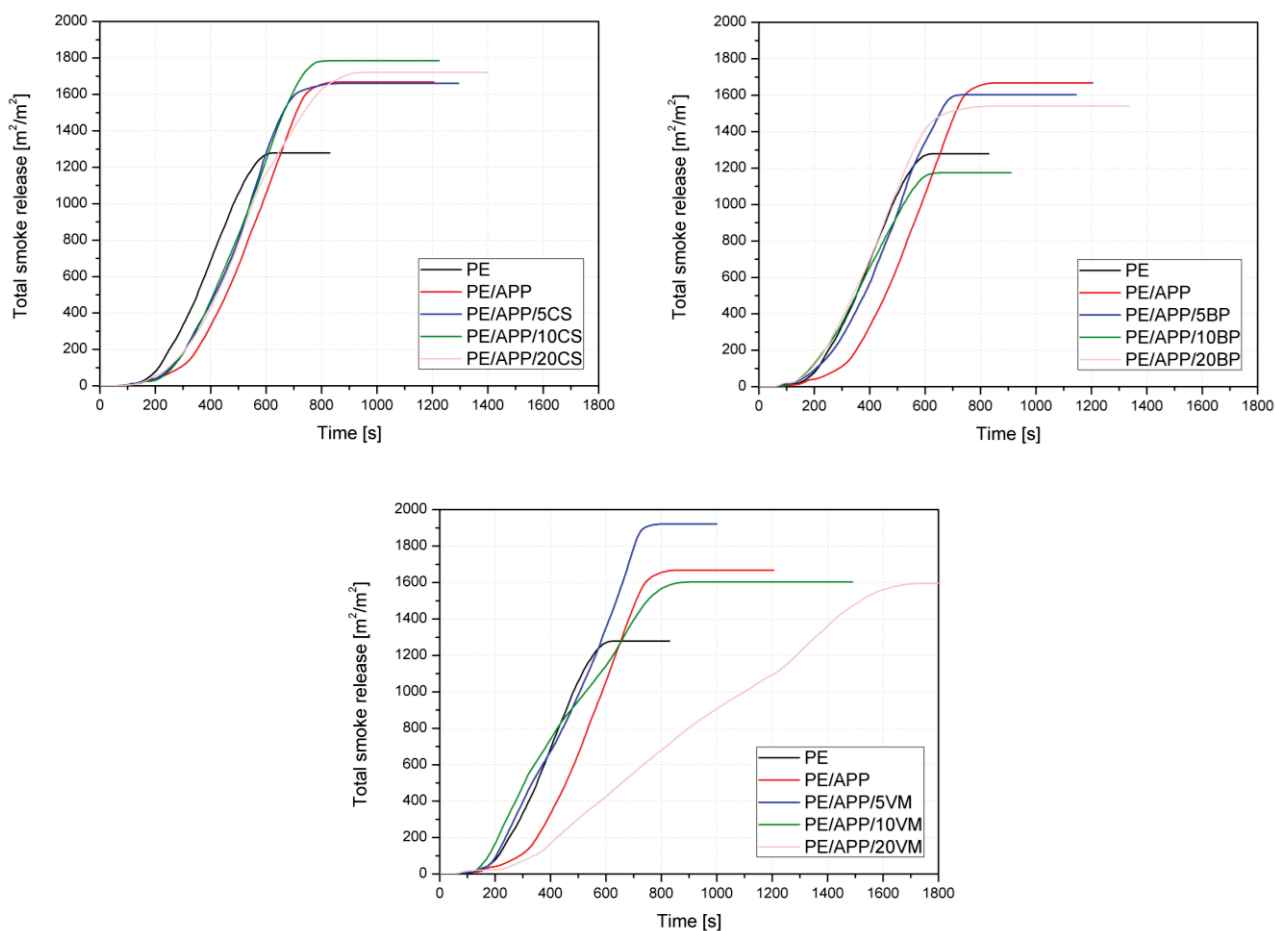 2000
1800
1600
1400
1200
1000
800
600
400
200
0
Total smoke release [m²/m²]
PE
PE/APP
PE/APP/5CS
PE/APP/10CS
PE/APP/20CS
0 200 400 600 800 1000 1200 1400 1600 1800
Time [s]
2000
1800
1600
1400
1200
1000
800
600
400
200
0
Total smoke release [m²/m²]
PE
PE/APP
PE/APP/5BP
PE/APP/10BP
PE/APP/20BP
0 200 400 600 800 1000 1200 1400 1600 1800
Time [s]
2000
1800
1600
1400
1200
1000
800
600
400
200
0
Total smoke release [m²/m²]
PE
PE/APP
PE/APP/5VM
PE/APP/10VM
PE/APP/20VM
0 200 400 600 800 1000 1200 1400 1600 1800
Time [s]